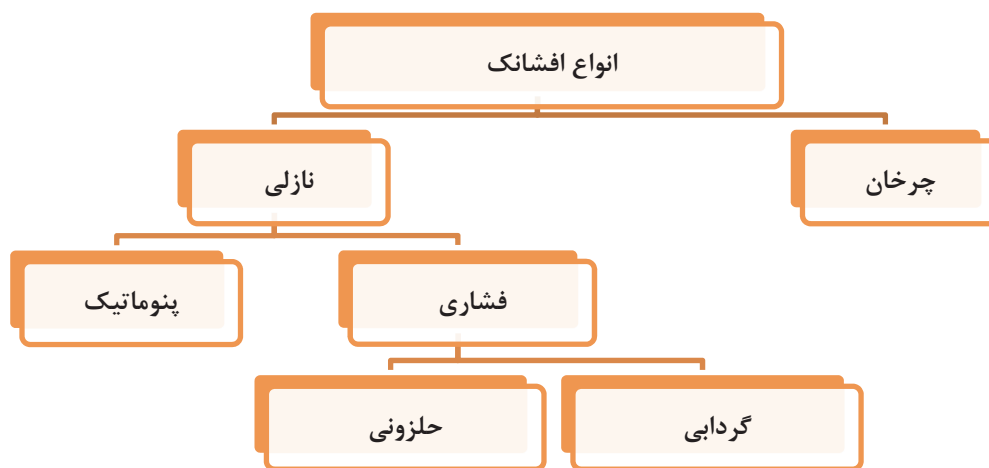 انواع افشانک
چرخان
نازلی
فشاری
پنوماتیک
گردابی
حلزونی